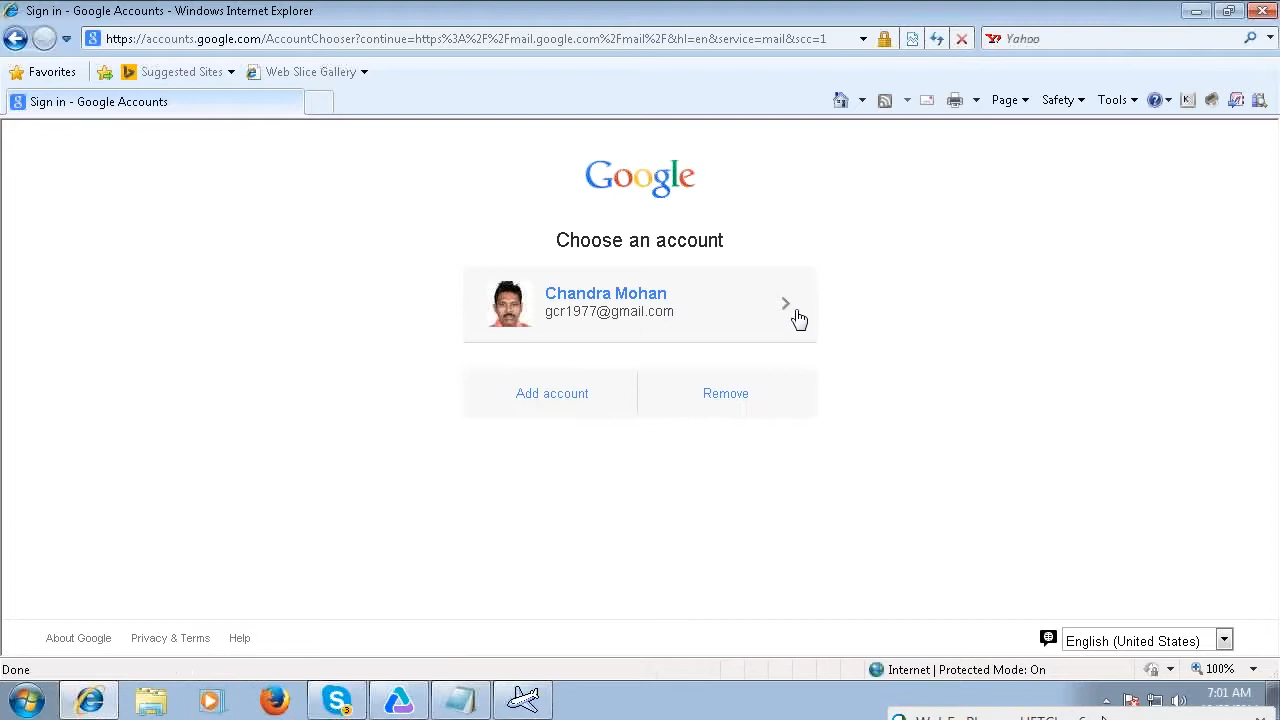 Sign in - Google Accounts - Windows Internet Explorer
https://accounts.google.com/AccountChooser?continue=https%3A%2F%2Fmail.google.com%2Fmail%2F&hl=en&service=mail&scc=1
Yahoo
Favorites
Suggested Sites
Web Slice Gallery
Sign in - Google Accounts
Page
Safety
Tools
Google
Choose an account
Chandra Mohan
gcr1977@gmail.com
Add account
Remove
About Google
Privacy & Terms
Help
English (United States)
Done
Internet | Protected Mode: On
100%
7:01 AM